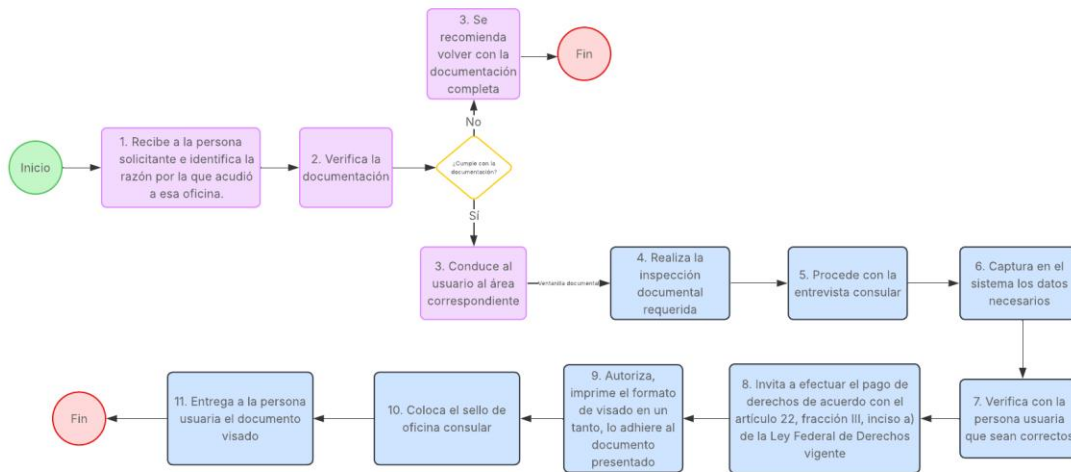 3. Se
recomienda
volver con la
documentación
completa
Fin
No
Inicio
1. Recibe a la persona
solicitante e identifica la
razón por la que acudió
a esa oficina.
2. Verifica la
documentación
¿Cumple con la
documentación?
Sí
3. Conduce al
usuario al área
correspondiente
Ventanilla documental
4. Realiza la
inspección
documental
requerida
5. Procede con la
entrevista consular
6. Captura en el
sistema los datos
necesarios
7. Verifica con la
persona usuaria
que sean correctos
8. Invita a efectuar el pago de
derechos de acuerdo con el
artículo 22, fracción III, inciso a)
de la Ley Federal de Derechos
vigente
9. Autoriza,
imprime el formato
de visado en un
tanto, lo adhiere al
documento
presentado
10. Coloca el sello de
oficina consular
11. Entrega a la persona
usuaria el documento
visado
Fin